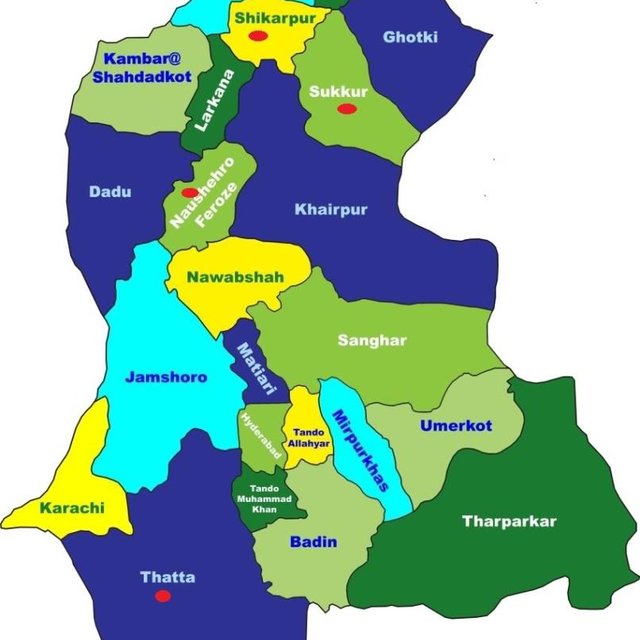 Shikarpur
Ghotki
Kambar@
Shahdadkot
Larkana
Sukkur
Dadu
Naushehro
Feroze
Khairpur
Nawabshah
Sanghar
Matiari
Jamshoro
Hyderabad
Tando
Allahyar
Mirpurkhas
Umerkot
Tando
Muhammad
Khan
Karachi
Tharparkar
Badin
Thatta